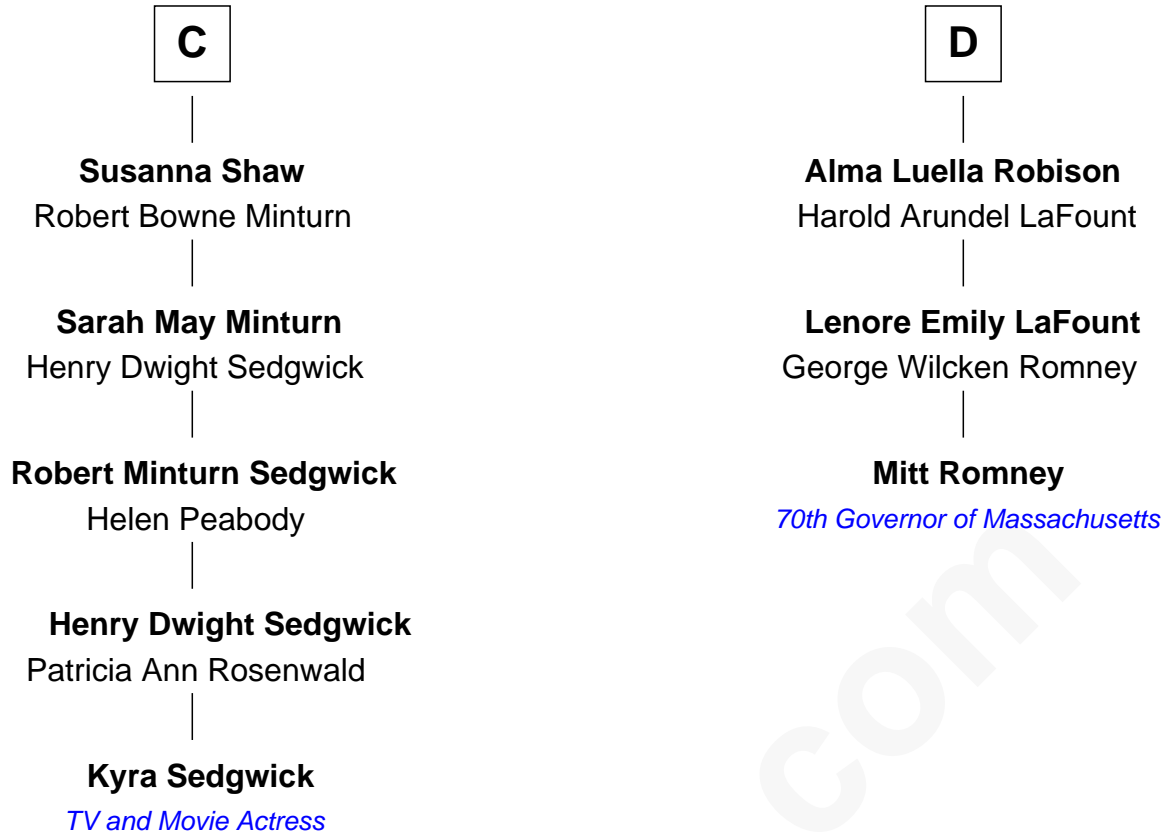 C
Susanna Shaw
Robert Bowne Minturn
Sarah May Minturn
Henry Dwight Sedgwick
Robert Minturn Sedgwick
Helen Peabody
Henry Dwight Sedgwick
Patricia Ann Rosenwald
Kyra Sedgwick
TV and Movie Actress
D
Alma Luella Robison
Harold Arundel LaFount
Lenore Emily LaFount
George Wilcken Romney
Mitt Romney
70th Governor of Massachusetts
com